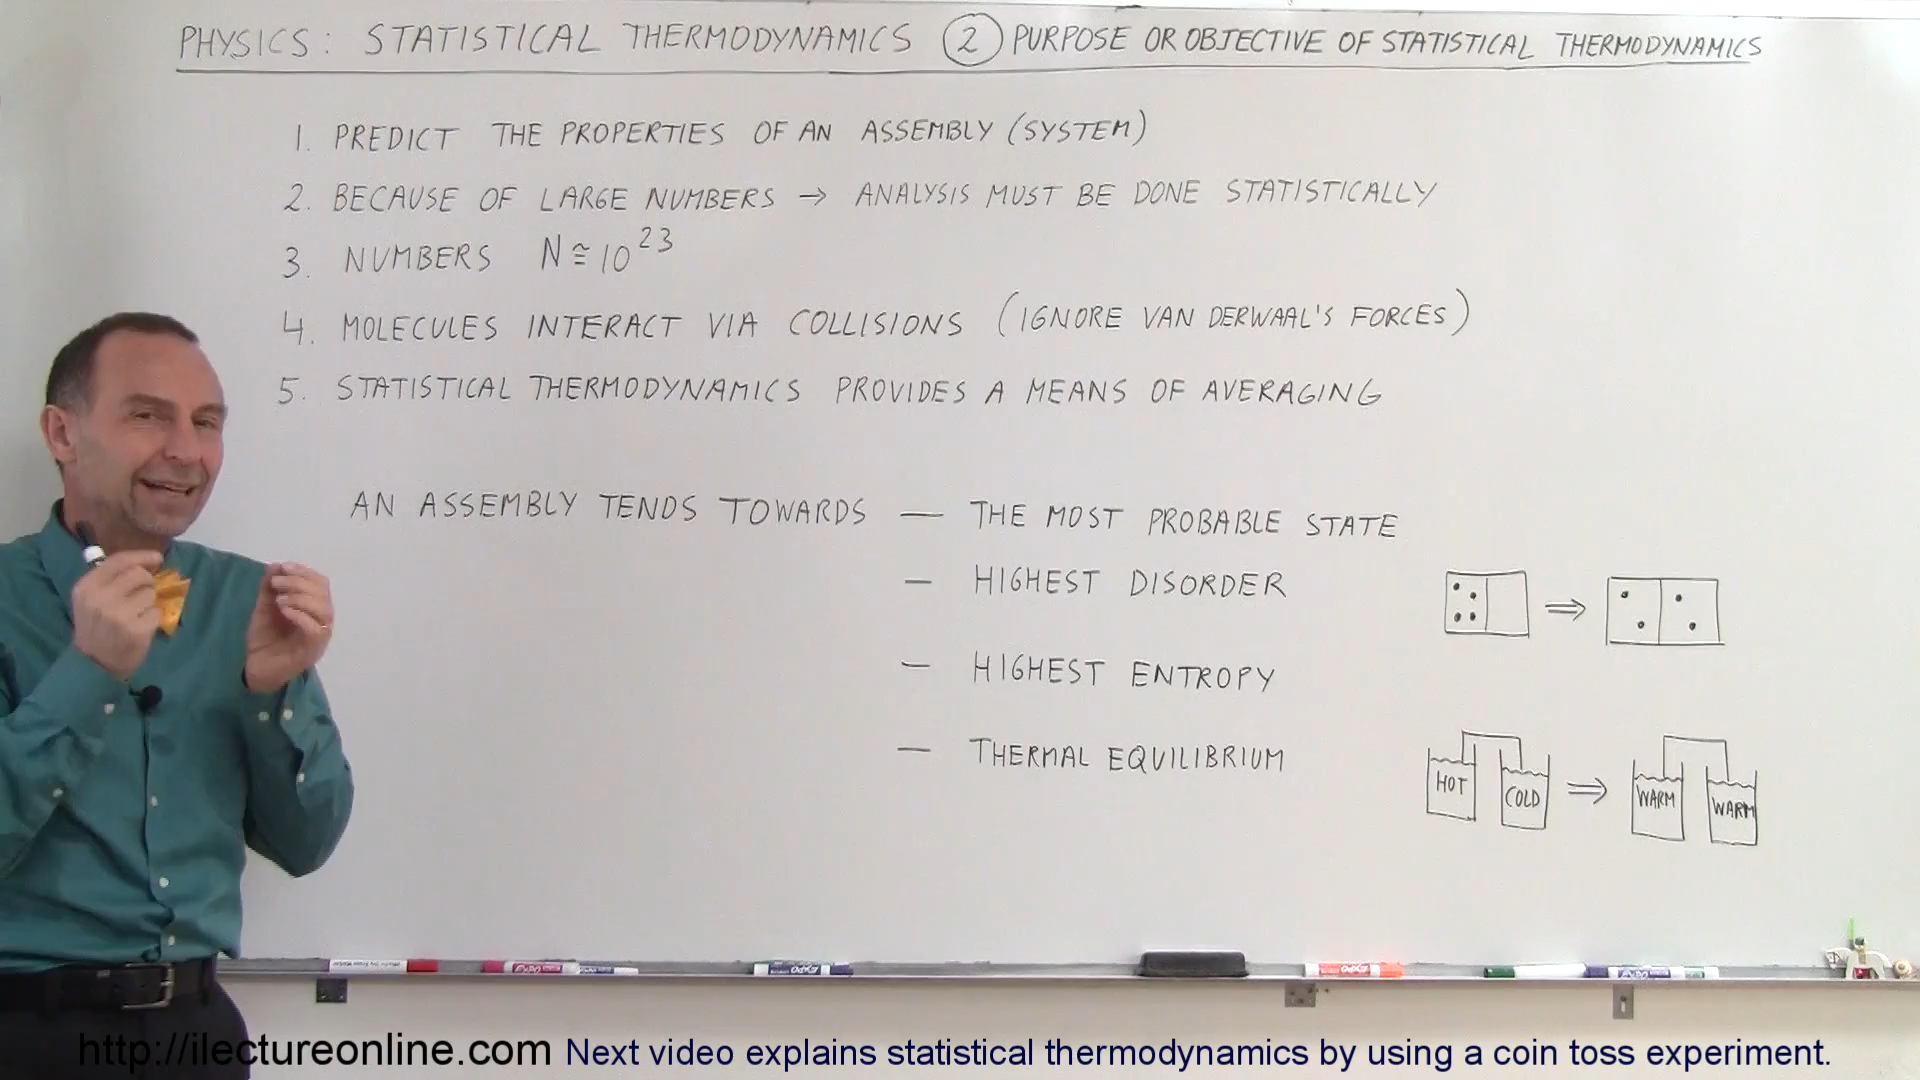 PHYSICS: STATISTICAL THERMODYNAMICS 2 PURPOSE OR OBJECTIVE OF STATISTICAL THERMODYNAMICS
1. PREDICT THE PROPERTIES OF AN ASSEMBLY (SYSTEM)
2. BECAUSE OF LARGE NUMBERS → ANALYSIS MUST BE DONE STATISTICALLY
3. NUMBERS N ≅ 10²³
4. MOLECULES INTERACT VIA COLLISIONS (IGNORE VAN DERWAAL'S FORCES)
5. STATISTICAL THERMODYNAMICS PROVIDES A MEANS OF AVERAGING
AN ASSEMBLY TENDS TOWARDS — THE MOST PROBABLE STATE
— HIGHEST DISORDER
— HIGHEST ENTROPY
— THERMAL EQUILIBRIUM
HOT COLD ⇒ WARM WARM
http://ilectureonline.com Next video explains statistical thermodynamics by using a coin toss experiment.